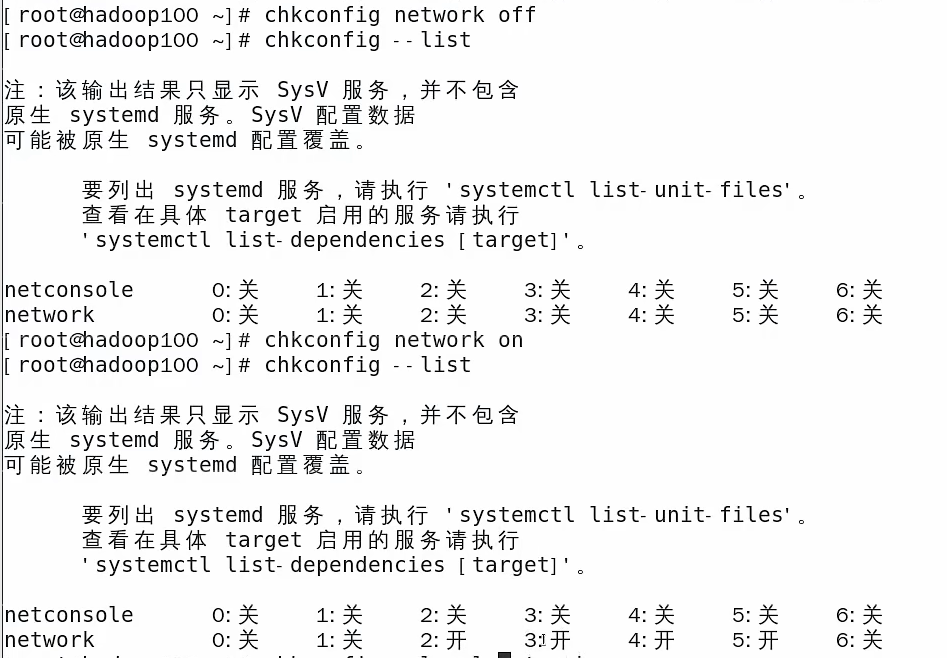 [root@hadoop100 ~]# chkconfig network off
[root@hadoop100 ~]# chkconfig --list
注：该输出结果只显示 SysV 服务，并不包含
原生 systemd 服务。SysV 配置数据
可能被原生 systemd 配置覆盖。
要列出 systemd 服务，请执行 'systemctl list-unit-files'。
查看在具体 target 启用的服务请执行
'systemctl list-dependencies [target]'。
netconsole 0:关 1:关 2:关 3:关 4:关 5:关 6:关
network 0:关 1:关 2:关 3:关 4:关 5:关 6:关
[root@hadoop100 ~]# chkconfig network on
[root@hadoop100 ~]# chkconfig --list
注：该输出结果只显示 SysV 服务，并不包含
原生 systemd 服务。SysV 配置数据
可能被原生 systemd 配置覆盖。
要列出 systemd 服务，请执行 'systemctl list-unit-files'。
查看在具体 target 启用的服务请执行
'systemctl list-dependencies [target]'。
netconsole 0:关 1:关 2:关 3:关 4:关 5:关 6:关
network 0:关 1:关 2:开 3:开 4:开 5:开 6:关